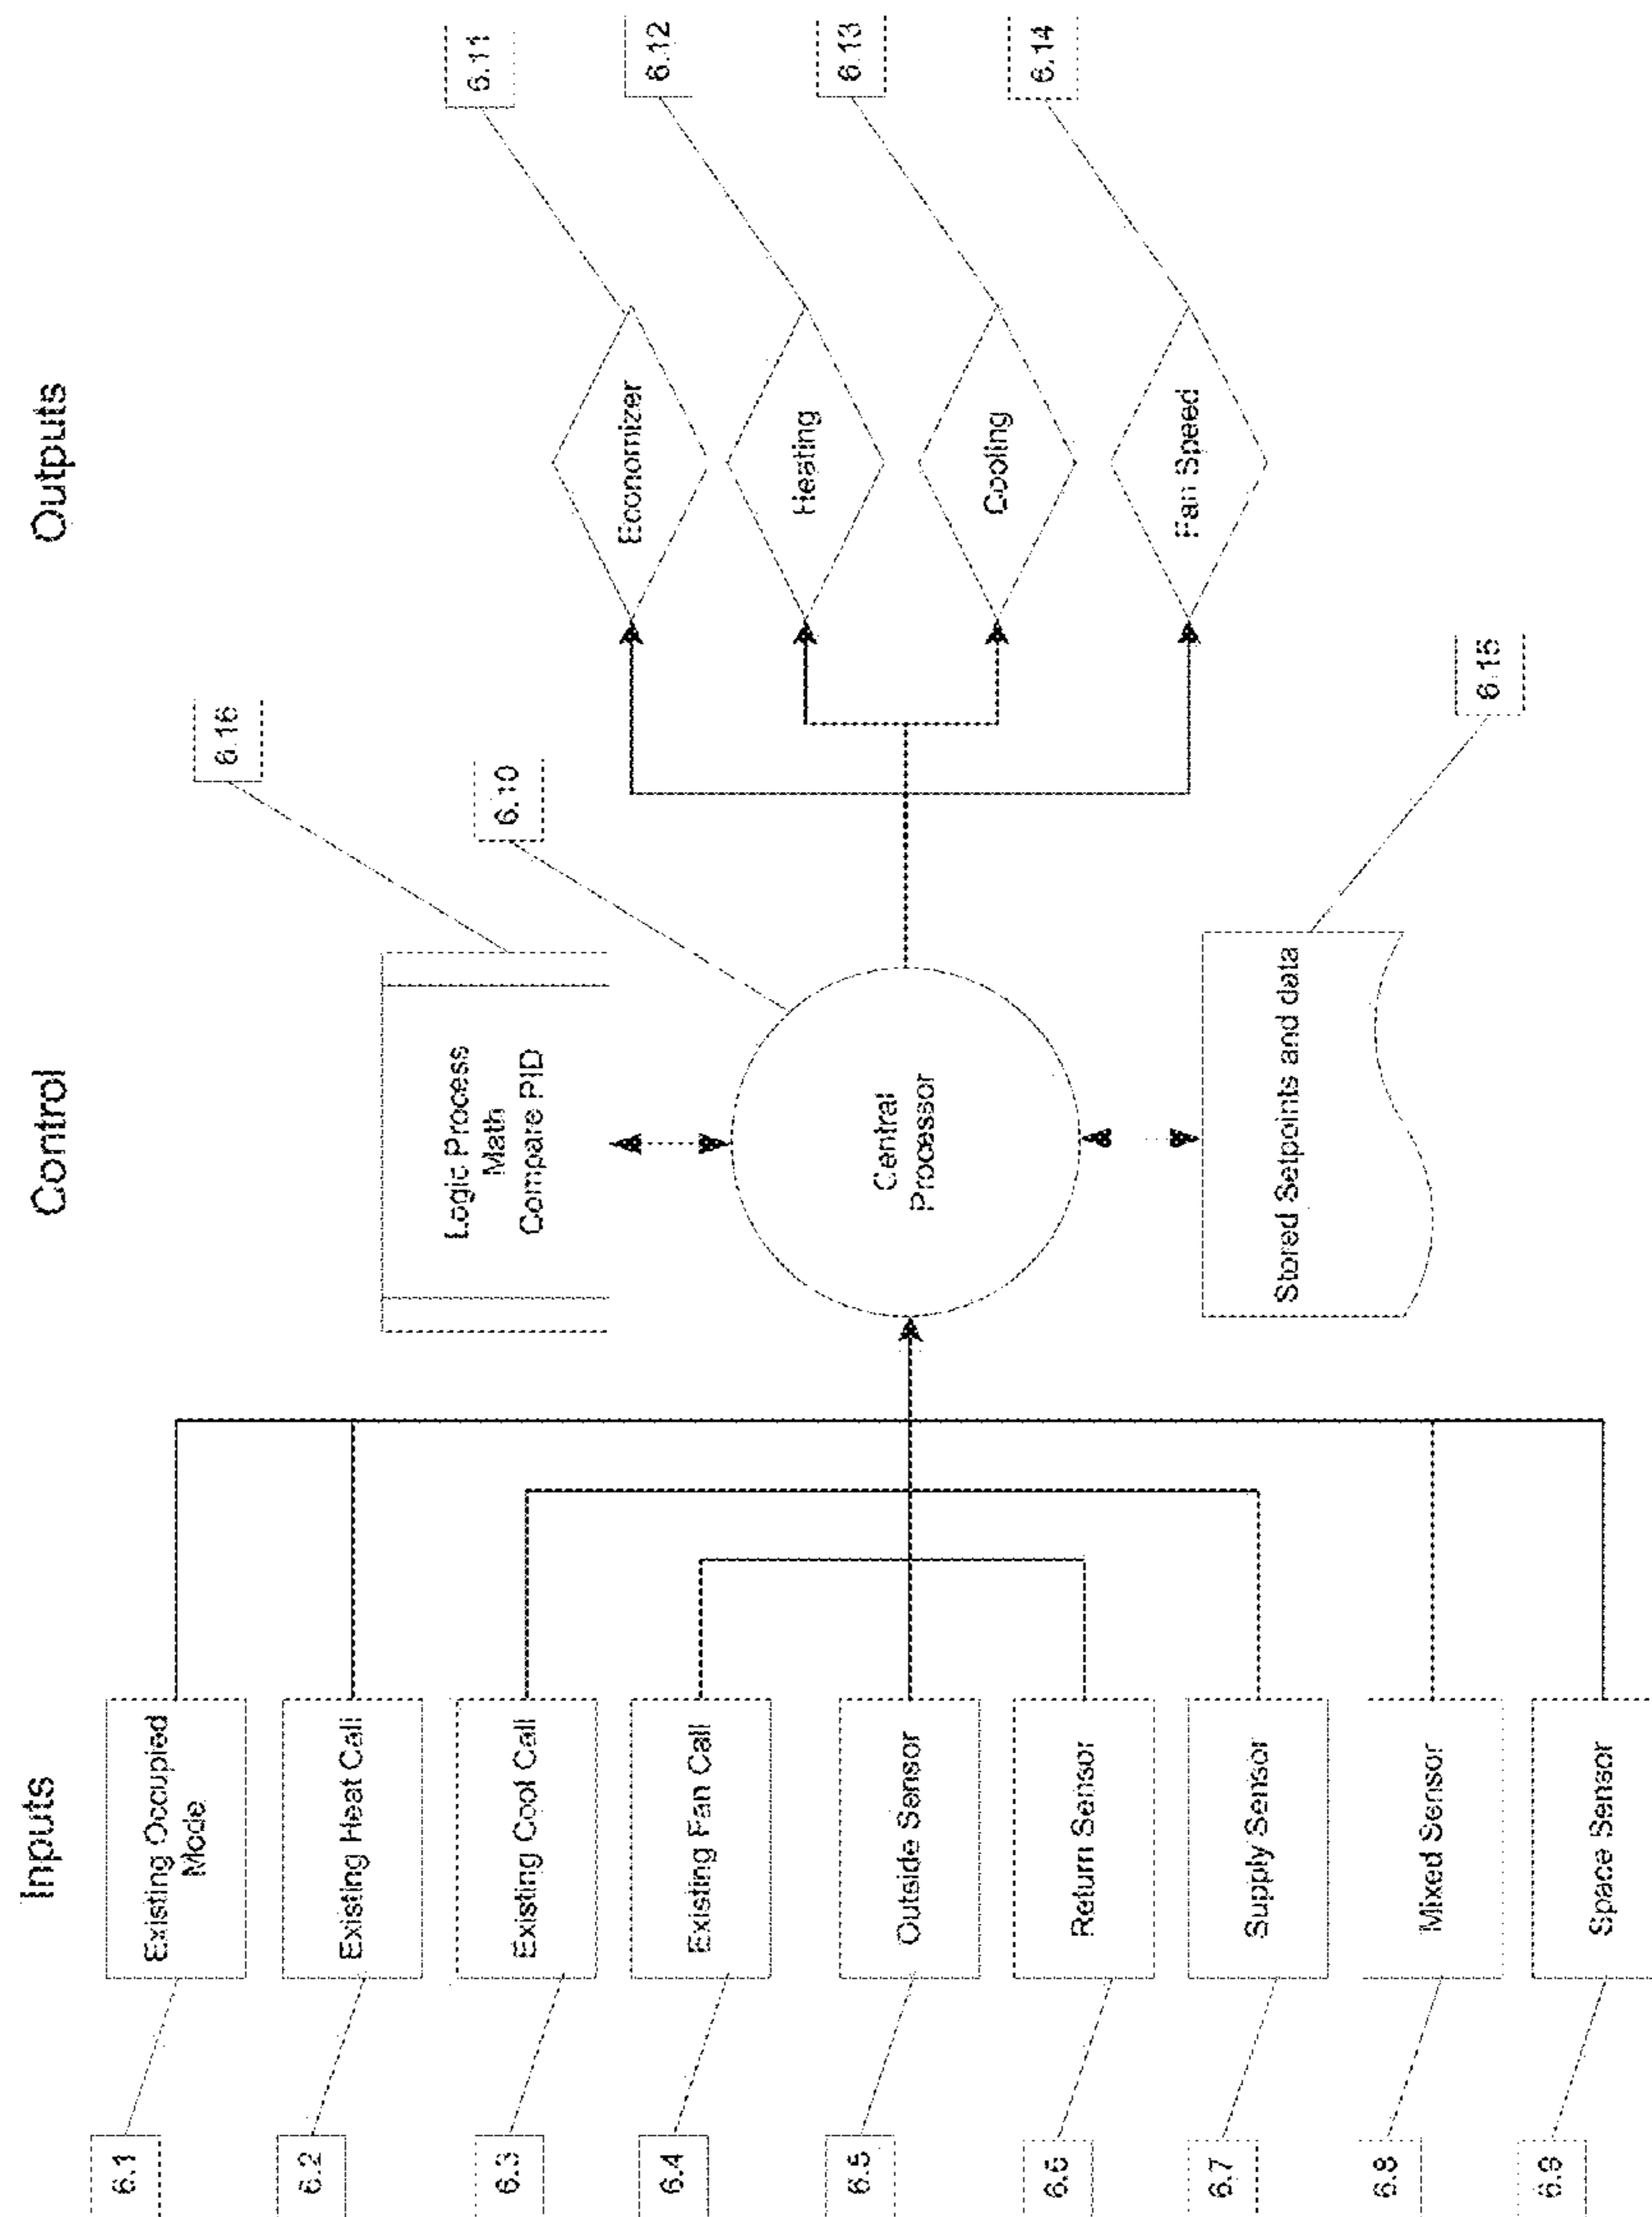 Inputs
Control
Outputs
6.1
Existing Occupied
Mode
6.2
Existing Heat Call
6.3
Existing Cool Call
6.4
Existing Fan Call
6.5
Outside Sensor
6.6
Return Sensor
6.7
Supply Sensor
6.8
Mixed Sensor
6.9
Space Sensor
6.16
Logic Process
Math
Compare PID
6.10
Central
Processor
Stored Setpoints and data
6.15
Economizer
6.11
Heating
6.12
Cooling
6.13
Fan Speed
6.14